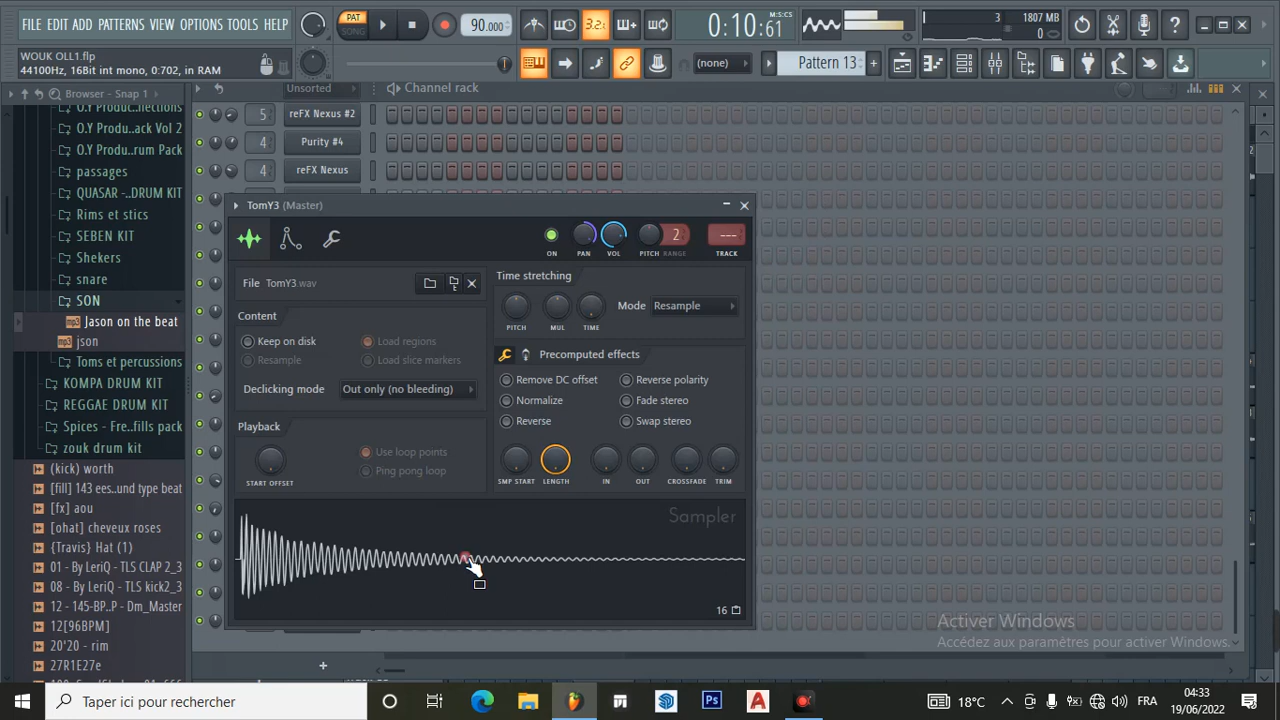 FILE EDIT ADD PATTERNS VIEW OPTIONS TOOLS HELP
PAT
SONG
90.000
3.2.
0:10:61
M:S:CS
3
1807 MB
0
WOUK OLL1.flp
44100Hz, 16Bit int mono, 0:702, in RAM
(none)
Pattern 13
Browser - Snap 1
Unsorted
Channel rack
O.Y Produ...nections
O.Y Produ...ack Vol 2
O.Y Produ...rum Pack
passages
QUASAR -..DRUM KIT
Rims et stics
SEBEN KIT
Shekers
snare
SON
Jason on the beat
json
Toms et percussions
KOMPA DRUM KIT
REGGAE DRUM KIT
Spices - Fre..fills pack
zouk drum kit
(kick) worth
[fill] 143 ees..und type beat
[fx] aou
[ohat] cheveux roses
{Travis} Hat (1)
01 - By LeriQ - TLS CLAP 2_3
08 - By LeriQ - TLS kick2_3
12 - 145-BP..P - Dm_Master
12[96BPM]
20'20 - rim
27R1E27e
5
reFX Nexus #2
4
Purity #4
4
reFX Nexus
TomY3 (Master)
ON
PAN
VOL
PITCH
2
RANGE
---
TRACK
File TomY3.wav
Content
Keep on disk
Load regions
Resample
Load slice markers
Declicking mode
Out only (no bleeding)
Playback
START OFFSET
Use loop points
Ping pong loop
Time stretching
PITCH
MUL
TIME
Mode
Resample
Precomputed effects
Remove DC offset
Reverse polarity
Normalize
Fade stereo
Reverse
Swap stereo
SMP START
LENGTH
IN
OUT
CROSSFADE
TRIM
Sampler
16
Activer Windows
Accédez aux paramètres pour activer Windows.
Taper ici pour rechercher
Ps
A
18°C
FRA
04:33
19/06/2022